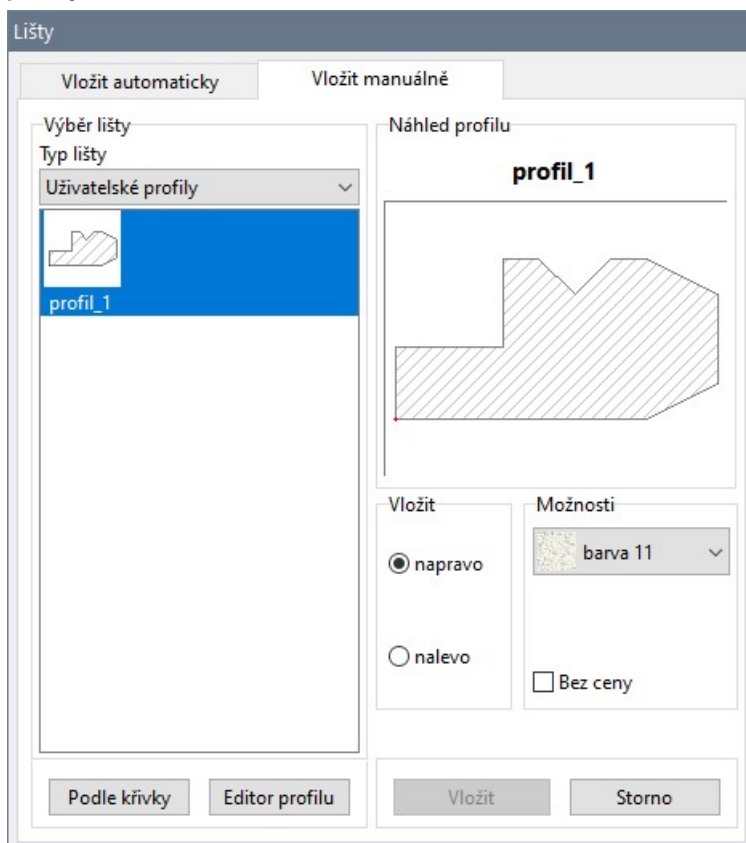 Lišty
Vložit automaticky
Vložit manuálně
Výběr lišty
Typ lišty
Uživatelské profily
profil_1
Náhled profilu
profil_1
Vložit
napravo
nalevo
Možnosti
barva 11
Bez ceny
Podle křivky
Editor profilu
Vložit
Storno